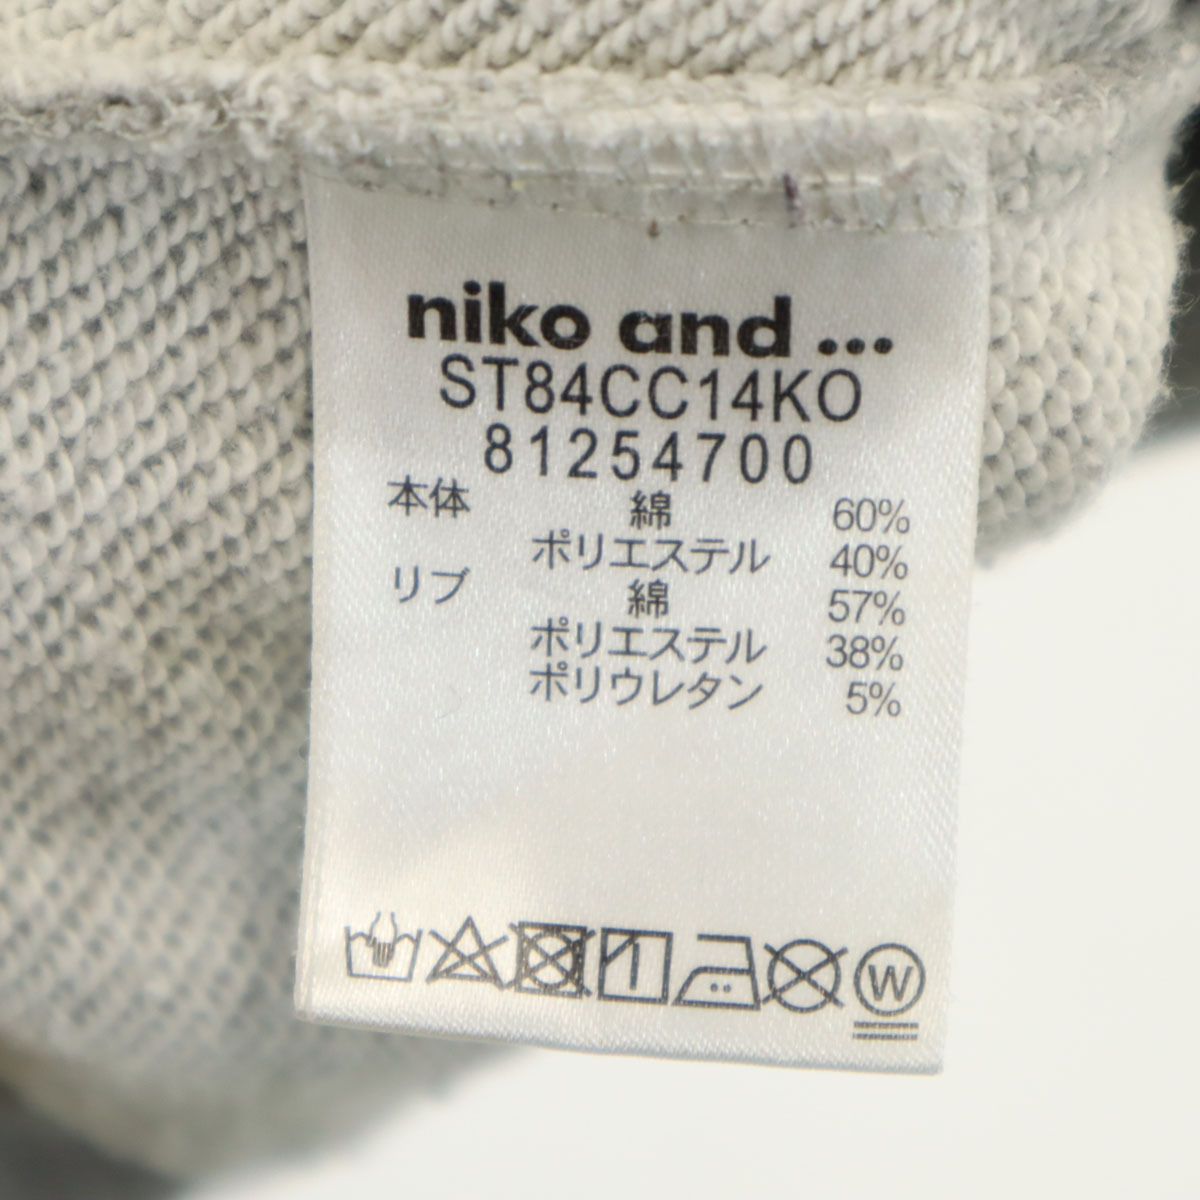 niko and ...
ST84CC14KO
81254700
本体 綿 60%
ポリエステル 40%
リブ 綿 57%
ポリエステル 38%
ポリウレタン 5%
W